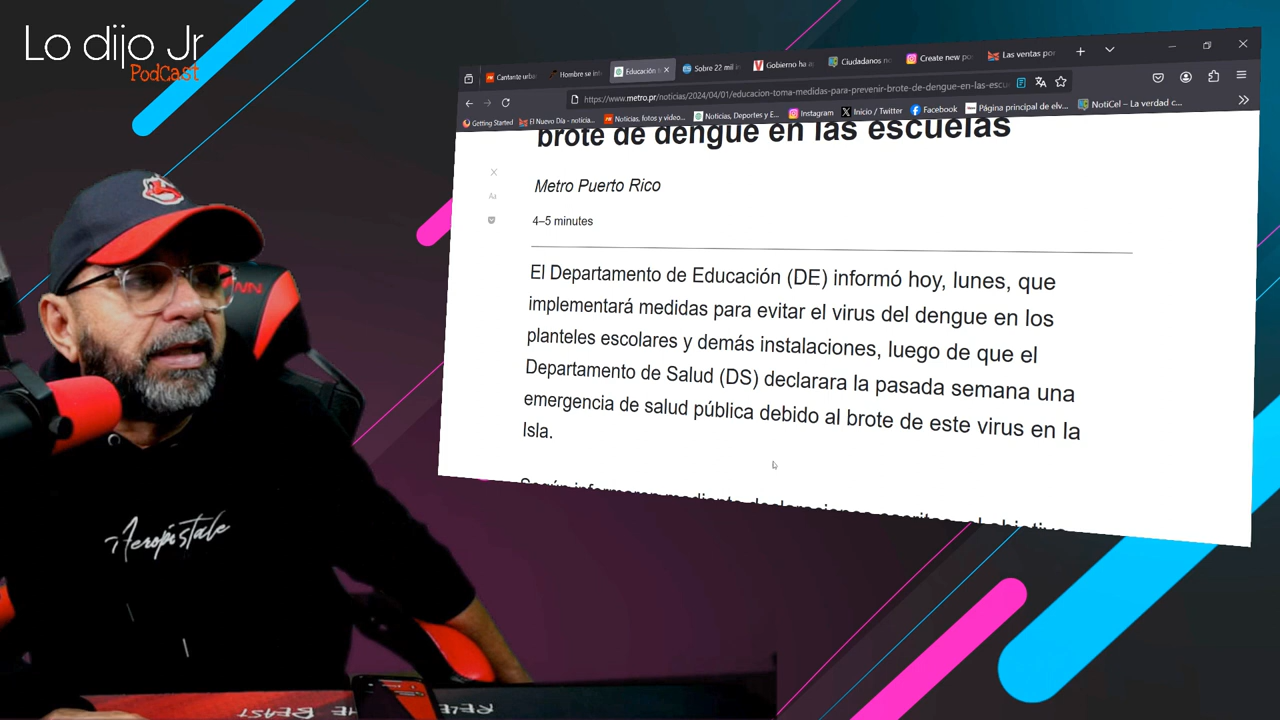 Lo dijo Jr
PodCast
Cantante urba
Hombre se in
Educación
Sobre 22 mil
Gobierno ha a
Ciudadanos n
Create new po
Las ventas por
https://www.metro.pr/noticias/2024/04/01/educacion-toma-medidas-para-prevenir-brote-de-dengue-en-las-escu
Getting Started
El Nuevo Día - noticia...
Noticias, fotos y video...
Noticias, Deportes y E...
Instagram
Inicio / Twitter
Facebook
Página principal de elv...
NotiCel – La verdad c...
brote de dengue en las escuelas
Metro Puerto Rico
4–5 minutes
Aa
El Departamento de Educación (DE) informó hoy, lunes, que
implementará medidas para evitar el virus del dengue en los
planteles escolares y demás instalaciones, luego de que el
Departamento de Salud (DS) declarara la pasada semana una
emergencia de salud pública debido al brote de este virus en la
Isla.
Aeropostale